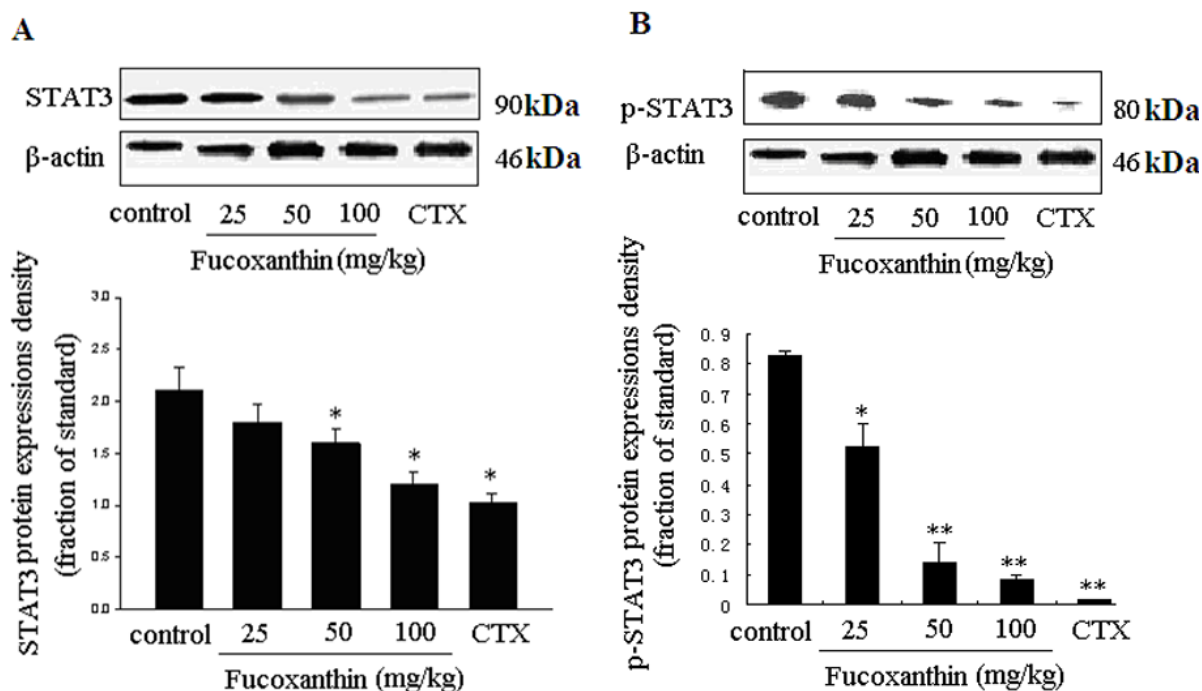 A
STAT3
90kDa
β-actin
46kDa
control 25 50 100 CTX
Fucoxanthin (mg/kg)
STAT3 protein expressions density
(fraction of standard)
3.0
2.5
2.0
1.5
1.0
0.5
0.0
*
*
*
control 25 50 100 CTX
Fucoxanthin (mg/kg)
B
p-STAT3
80kDa
β-actin
46kDa
control 25 50 100 CTX
Fucoxanthin (mg/kg)
p-STAT3 protein expressions density
(fraction of standard)
0.9
0.8
0.7
0.6
0.5
0.4
0.3
0.2
0.1
0
*
**
**
**
control 25 50 100 CTX
Fucoxanthin (mg/kg)